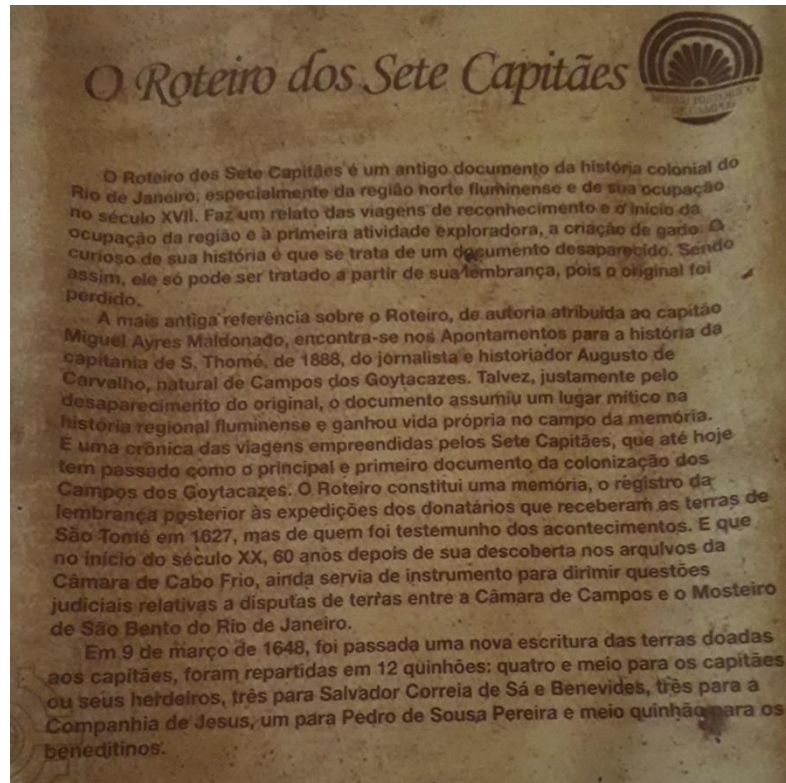 O Roteiro dos Sete Capitães
MUSEU HISTÓRICO
DE CAMPOS
O Roteiro dos Sete Capitães é um antigo documento da história colonial do
Rio de Janeiro, especialmente da região norte fluminense e de sua ocupação
no século XVII. Faz um relato das viagens de reconhecimento e o início da
ocupação da região e a primeira atividade exploradora, a criação de gado. O
curioso de sua história é que se trata de um documento desaparecido. Sendo
assim, ele só pode ser tratado a partir de sua lembrança, pois o original foi
perdido.
A mais antiga referência sobre o Roteiro, de autoria atribuída ao capitão
Miguel Ayres Maldonado, encontra-se nos Apontamentos para a história da
capitania de S. Thomé, de 1888, do jornalista e historiador Augusto de
Carvalho, natural de Campos dos Goytacazes. Talvez, justamente pelo
desaparecimento do original, o documento assumiu um lugar mítico na
história regional fluminense e ganhou vida própria no campo da memória.
É uma crônica das viagens empreendidas pelos Sete Capitães, que até hoje
tem passado como o principal e primeiro documento da colonização dos
Campos dos Goytacazes. O Roteiro constitui uma memória, o registro da
lembrança posterior às expedições dos donatários que receberam as terras de
São Tomé em 1627, mas de quem foi testemunho dos acontecimentos. E que
no início do século XX, 60 anos depois de sua descoberta nos arquivos da
Câmara de Cabo Frio, ainda servia de instrumento para dirimir questões
judiciais relativas a disputas de terras entre a Câmara de Campos e o Mosteiro
de São Bento do Rio de Janeiro.
Em 9 de março de 1648, foi passada uma nova escritura das terras doadas
aos capitães, foram repartidas em 12 quinhões: quatro e meio para os capitães
ou seus herdeiros, três para Salvador Correia de Sá e Benevides, três para a
Companhia de Jesus, um para Pedro de Sousa Pereira e meio quinhão para os
beneditinos.